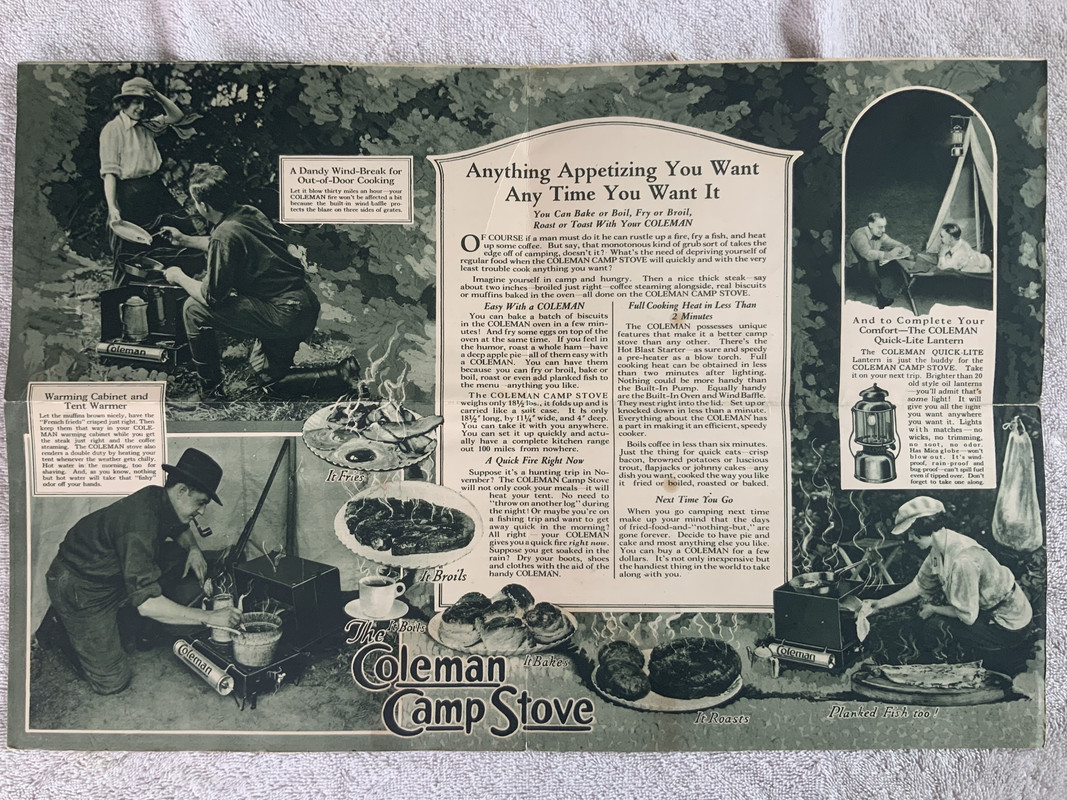 A Dandy Wind-Break for
Out-of-Door Cooking
Let it blow thirty miles an hour—your
COLEMAN fire won't be affected a bit
because the built-in wind-baffle pro-
tects the blaze on three sides of grates.
Coleman
Warming Cabinet and
Tent Warmer
Let the muffins brown nicely, have the
"French frieds" crisped just right. Then
keep them that way in your COLE-
MAN warming cabinet while you get
the steak just right and the coffee
steaming. The COLEMAN stove also
renders a double duty by heating your
tent whenever the weather gets chilly.
Hot water in the morning, too, for
shaving. And, as you know, nothing
but hot water will take that "fishy"
odor off your hands.
Coleman
Anything Appetizing You Want
Any Time You Want It
You Can Bake or Boil, Fry or Broil,
Roast or Toast With Your COLEMAN
OF COURSE if a man must do it he can rustle up a fire, fry a fish, and heat
up some coffee. But say, that monotonous kind of grub sort of takes the
edge off of camping, doesn't it? What's the need of depriving yourself of
regular food when the COLEMAN CAMP STOVE will quickly and with the very
least trouble cook anything you want?
Imagine yourself in camp and hungry. Then a nice thick steak—say
about two inches—broiled just right—coffee steaming alongside, real biscuits
or muffins baked in the oven—all done on the COLEMAN CAMP STOVE.
Easy With a COLEMAN
You can bake a batch of biscuits
in the COLEMAN oven in a few min-
utes! And fry some eggs on top of the
oven at the same time. If you feel in
the humor, roast a whole ham—have
a deep apple pie—all of them easy with
a COLEMAN. You can have them
because you can fry or broil, bake or
boil, roast or even add planked fish to
the menu—anything you like.
The COLEMAN CAMP STOVE
weighs only 18½ lbs., it folds up and is
carried like a suit case. It is only
18½" long, by 11¼" wide, and 4" deep.
You can take it with you anywhere.
You can set it up quickly and actu-
ally have a complete kitchen range
out 100 miles from nowhere.
A Quick Fire Right Now
Suppose it's a hunting trip in No-
vember? The COLEMAN Camp Stove
will not only cook your meals—it will
heat your tent. No need to
"throw on another log" during
the night! Or maybe you're on
a fishing trip and want to get
away quick in the morning?
All right — your COLEMAN
gives you a quick fire right now.
Suppose you get soaked in the
rain? Dry your boots, shoes
and clothes with the aid of the
handy COLEMAN.
Full Cooking Heat in Less Than
2 Minutes
The COLEMAN possesses unique
features that make it a better camp
stove than any other. There's the
Hot Blast Starter—as sure and speedy
a pre-heater as a blow torch. Full
cooking heat can be obtained in less
than two minutes after lighting.
Nothing could be more handy than
the Built-In Pump. Equally handy
are the Built-In Oven and Wind Baffle.
They nest right into the lid. Set up or
knocked down in less than a minute.
Everything about the COLEMAN has
a part in making it an efficient, speedy
cooker.
Boils coffee in less than six minutes.
Just the thing for quick eats—crisp
bacon, browned potatoes or luscious
trout, flapjacks or johnny cakes—any
dish you want, cooked the way you like
it—fried or boiled, roasted or baked.
Next Time You Go
When you go camping next time
make up your mind that the days
of fried-food-and-"nothing-but," are
gone forever. Decide to have pie and
cake and most anything else you like.
You can buy a COLEMAN for a few
dollars. It's not only inexpensive but
the handiest thing in the world to take
along with you.
And to Complete Your
Comfort—The COLEMAN
Quick-Lite Lantern
The COLEMAN QUICK-LITE
Lantern is just the buddy for the
COLEMAN CAMP STOVE. Take
it on your next trip. Brighter than 20
old style oil lanterns
—you'll admit that's
some light! It will
give you all the light
you want anywhere
you want it. Lights
with matches—no
wicks, no trimming,
no soot, no odor.
Has Mica globe—won't
blow out. It's wind-
proof, rain-proof and
bug proof—can't spill fuel
even if tipped over. Don't
forget to take one along.
It Fries
It Broils
It Boils
It Bakes
It Roasts
Coleman
Planked Fish too!
The
Coleman
Camp Stove